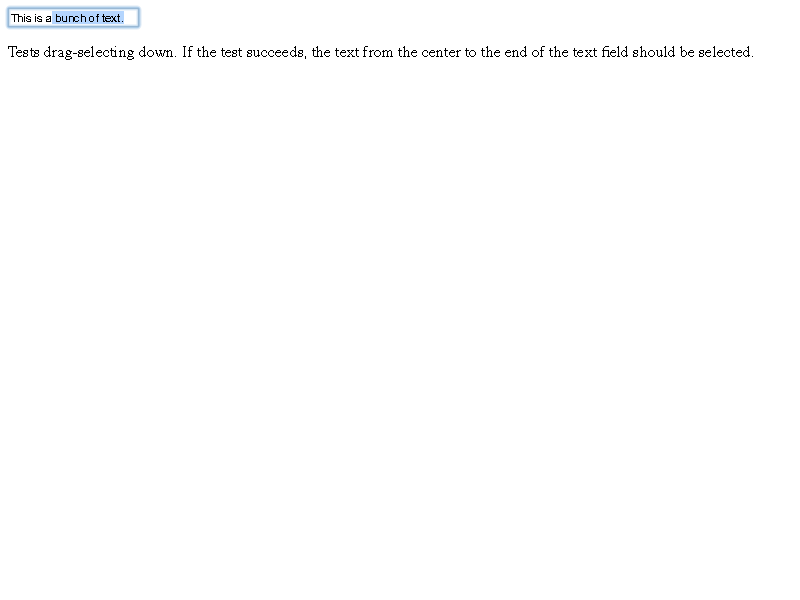 This is a bunch of text.
Tests drag-selecting down. If the test succeeds, the text from the center to the end of the text field should be selected.